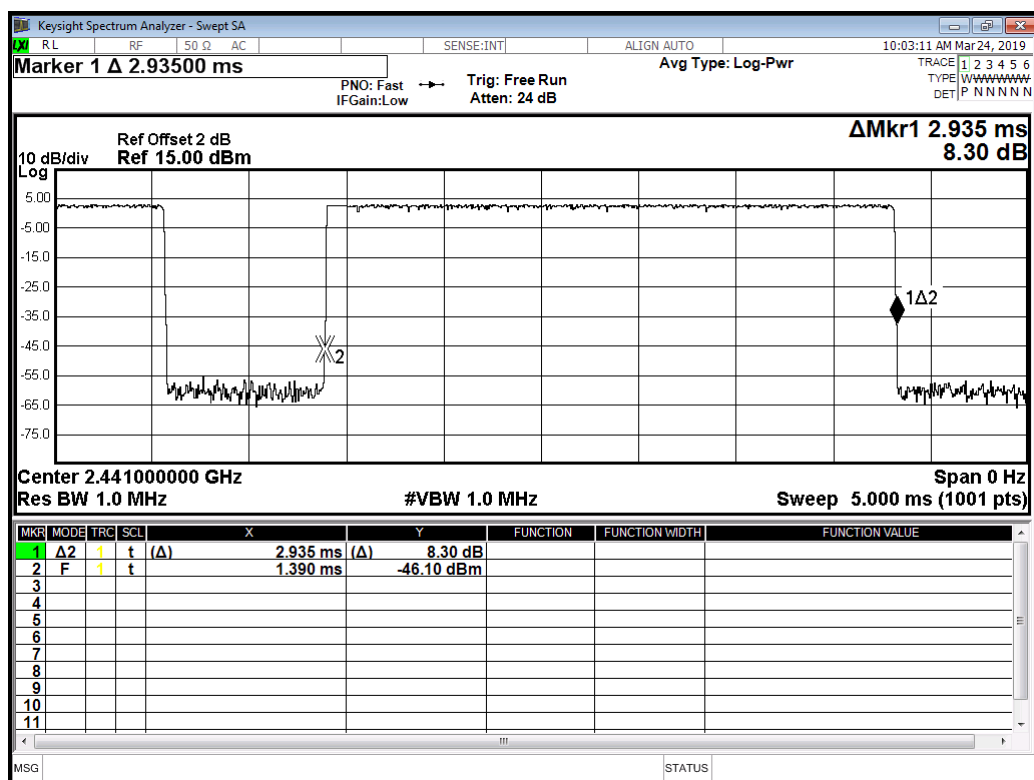 Keysight Spectrum Analyzer - Swept SA
LXI RL RF 50 Ω AC SENSE:INT ALIGN AUTO 10:03:11 AM Mar 24, 2019
Marker 1 Δ 2.93500 ms
PNO: Fast
IFGain:Low
Trig: Free Run
Atten: 24 dB
Avg Type: Log-Pwr
TRACE 1 2 3 4 5 6
TYPE WWWWWW
DET P N N N N N
ΔMkr1 2.935 ms
8.30 dB
Ref Offset 2 dB
10 dB/div Ref 15.00 dBm
Log
5.00
-5.00
-15.0
-25.0
1Δ2
-35.0
-45.0
2
-55.0
-65.0
-75.0
Center 2.441000000 GHz Span 0 Hz
Res BW 1.0 MHz #VBW 1.0 MHz Sweep 5.000 ms (1001 pts)
MKR MODE TRC SCL X Y FUNCTION FUNCTION WIDTH FUNCTION VALUE
1 Δ2 1 t (Δ) 2.935 ms (Δ) 8.30 dB
2 F 1 t 1.390 ms -46.10 dBm
3
4
5
6
7
8
9
10
11
MSG STATUS